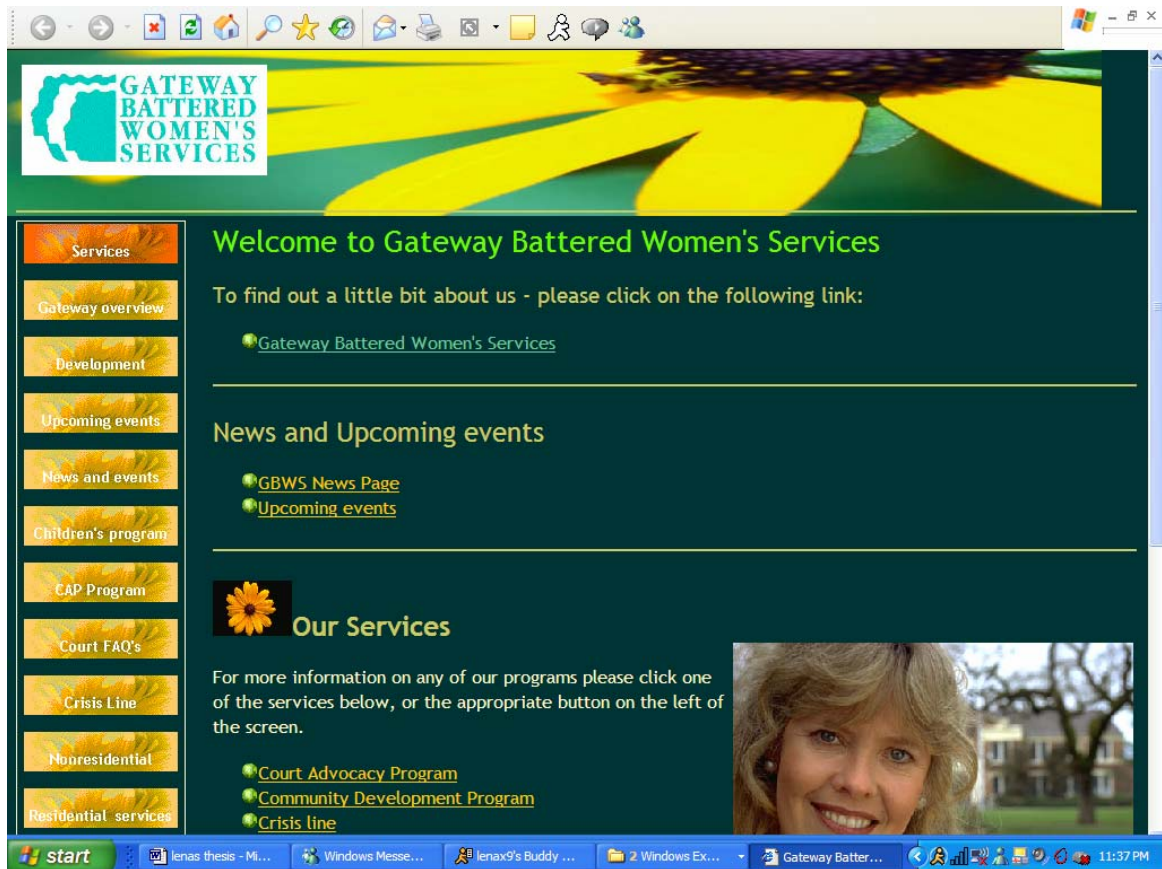 GATEWAY
BATTERED
WOMEN'S
SERVICES
Services
Gateway overview
Development
Upcoming events
News and events
Children's program
CAP Program
Court FAQ's
Crisis Line
Nonresidential
Residential services
Welcome to Gateway Battered Women's Services
To find out a little bit about us - please click on the following link:
Gateway Battered Women's Services
News and Upcoming events
GBWS News Page
Upcoming events
Our Services
For more information on any of our programs please click one
of the services below, or the appropriate button on the left of
the screen.
Court Advocacy Program
Community Development Program
Crisis line
start
lenas thesis - Mi...
Windows Messe...
lenax9's Buddy ...
2 Windows Ex...
Gateway Batter...
11:37 PM